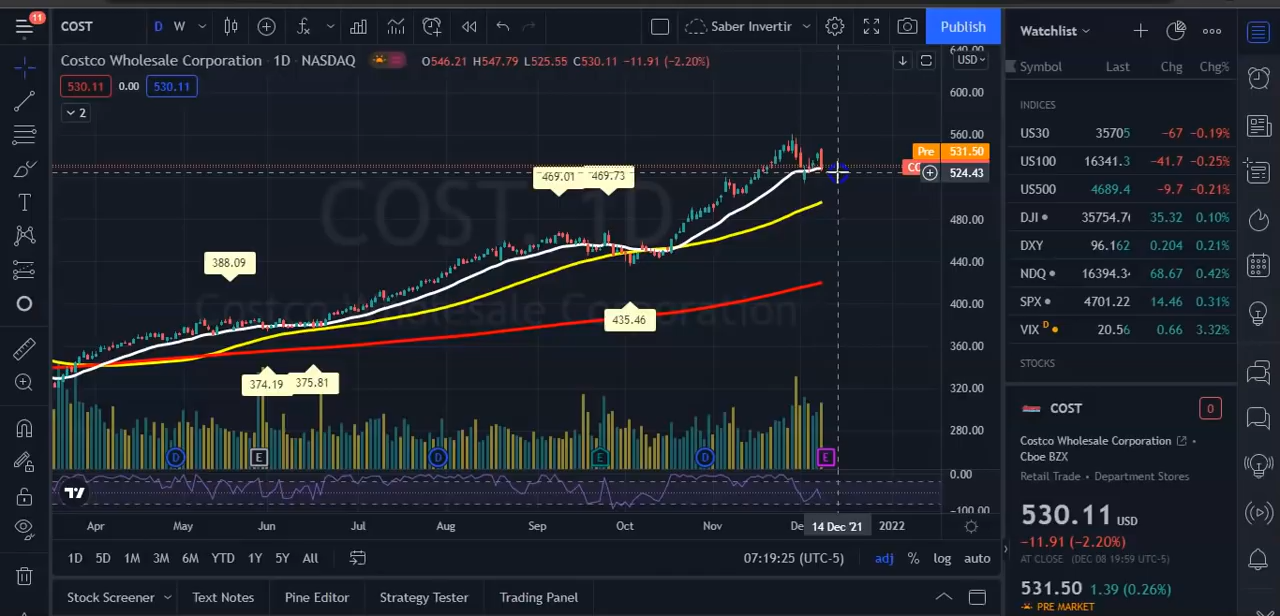 11
COST
D W
Saber Invertir
Publish
Costco Wholesale Corporation · 1D · NASDAQ
O546.21 H547.79 L525.55 C530.11 −11.91 (−2.20%)
USD
530.11 0.00 530.11
2
COST, 1D
Costco Wholesale Corporation
388.09
374.19
375.81
469.01
469.73
435.46
640.00
600.00
560.00
Pre 531.50
524.43
480.00
440.00
400.00
360.00
320.00
280.00
0.00
−100.00
D E D E D E
Apr May Jun Jul Aug Sep Oct Nov De 14 Dec '21 2022
1D 5D 1M 3M 6M YTD 1Y 5Y All
07:19:25 (UTC-5) adj % log auto
Stock Screener Text Notes Pine Editor Strategy Tester Trading Panel
Watchlist
Symbol Last Chg Chg%
INDICES
US30 35705 −67 −0.19%
US100 16341.3 −41.7 −0.25%
US500 4689.4 −9.7 −0.21%
DJI 35754.76 35.32 0.10%
DXY 96.162 0.204 0.21%
NDQ 16394.3 68.67 0.42%
SPX 4701.22 14.46 0.31%
VIX D 20.56 0.66 3.32%
STOCKS
COST
0
Costco Wholesale Corporation
Cboe BZX
Retail Trade • Department Stores
530.11 USD
−11.91 (−2.20%)
AT CLOSE (DEC 08 19:59 UTC-5)
531.50 1.39 (0.26%)
PRE MARKET